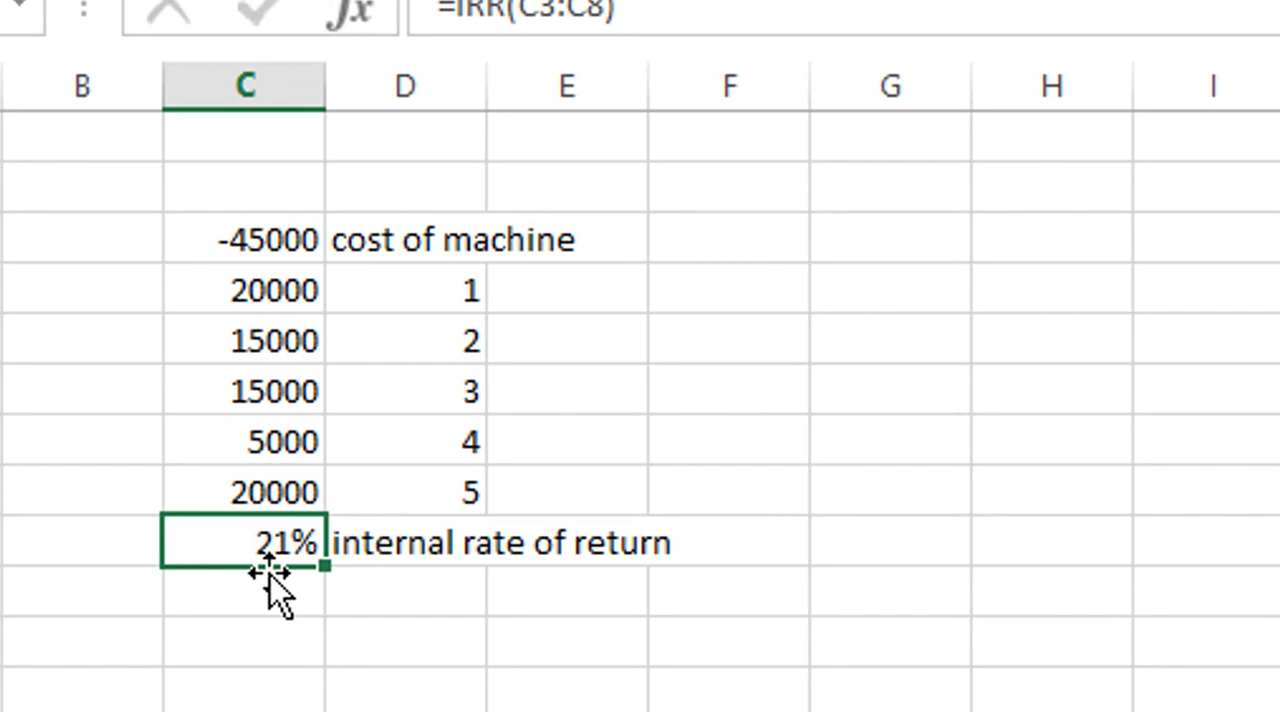 fx =IRR(C3:C8)
B C D E F G H I
-45000 cost of machine
20000 1
15000 2
15000 3
5000 4
20000 5
21% internal rate of return